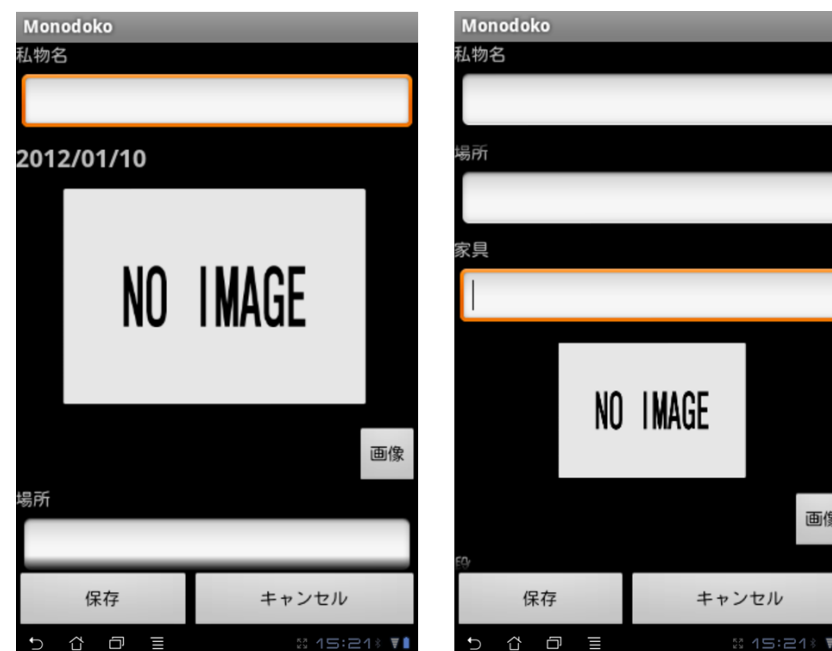 Monodoko
私物名
2012/01/10
NO IMAGE
画像
場所
保存 キャンセル
15:21
Monodoko
私物名
場所
家具
NO IMAGE
画像
段
保存 キャンセル
15:21